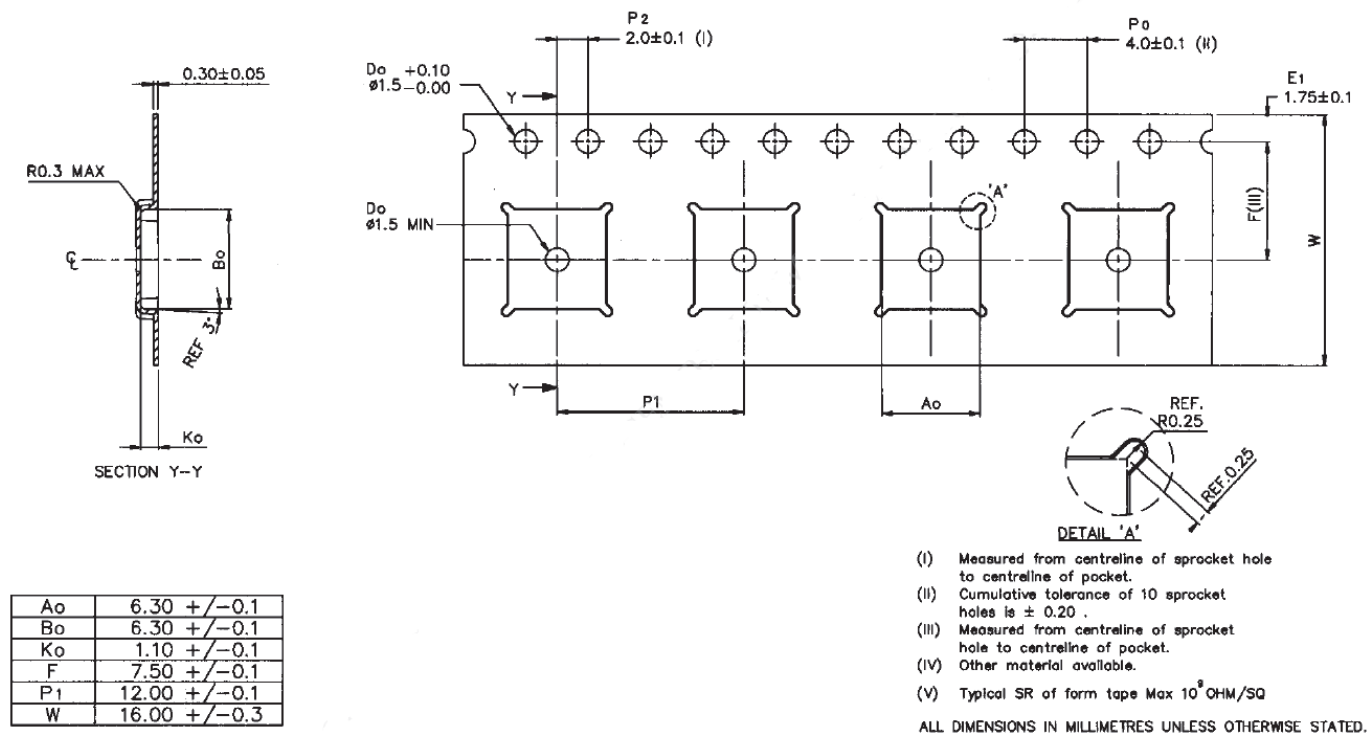 P2
2.0±0.1 (I)
Po
4.0±0.1 (II)
0.30±0.05
Do +0.10
ø1.5-0.00
Y
E1
1.75±0.1
R0.3 MAX
Do
ø1.5 MIN
'A'
F(III)
W
℄
Bo
REF 3°
Y
P1
Ao
Ko
SECTION Y--Y
REF.
R0.25
REF.0.25
DETAIL 'A'
(I) Measured from centreline of sprocket hole
to centreline of pocket.
(II) Cumulative tolerance of 10 sprocket
holes is ± 0.20 .
(III) Measured from centreline of sprocket
hole to centreline of pocket.
(IV) Other material available.
(V) Typical SR of form tape Max 10⁹ OHM/SQ
ALL DIMENSIONS IN MILLIMETRES UNLESS OTHERWISE STATED.
Ao 6.30 +/-0.1
Bo 6.30 +/-0.1
Ko 1.10 +/-0.1
F 7.50 +/-0.1
P1 12.00 +/-0.1
W 16.00 +/-0.3